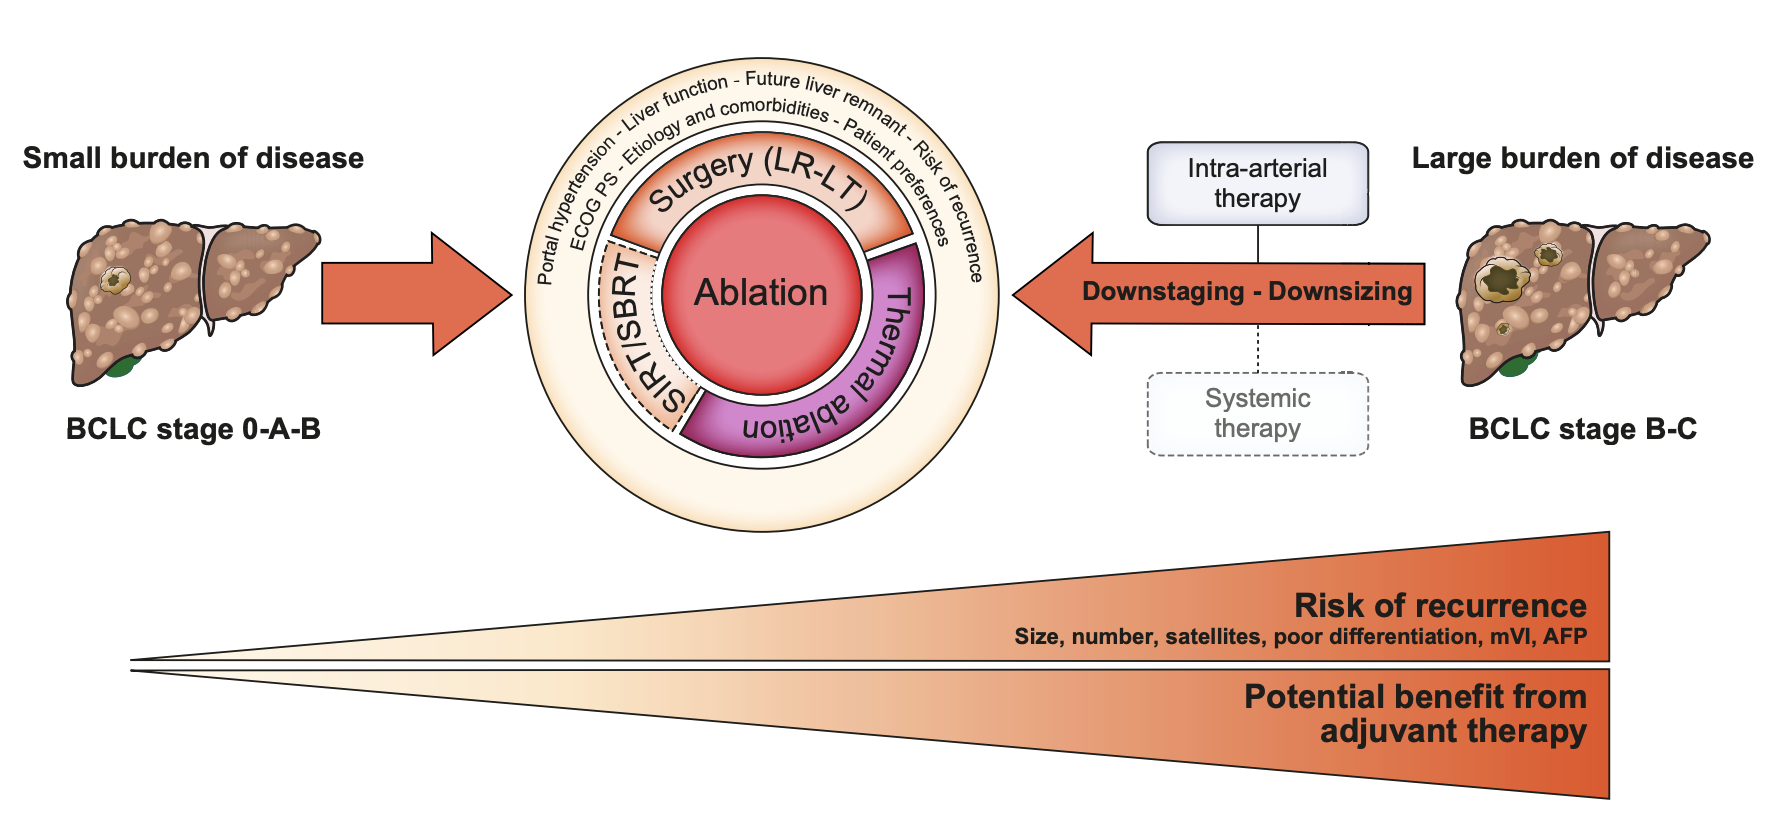 Small burden of disease
BCLC stage 0-A-B
Portal hypertension - Liver function - Future liver remnant - Risk of recurrence
ECOG PS - Etiology and comorbidities - Patient preferences
Surgery (LR-LT)
SIRT/SBRT
Thermal ablation
Ablation
Intra-arterial
therapy
Downstaging - Downsizing
Systemic
therapy
Large burden of disease
BCLC stage B-C
Risk of recurrence
Size, number, satellites, poor differentiation, mVI, AFP
Potential benefit from
adjuvant therapy